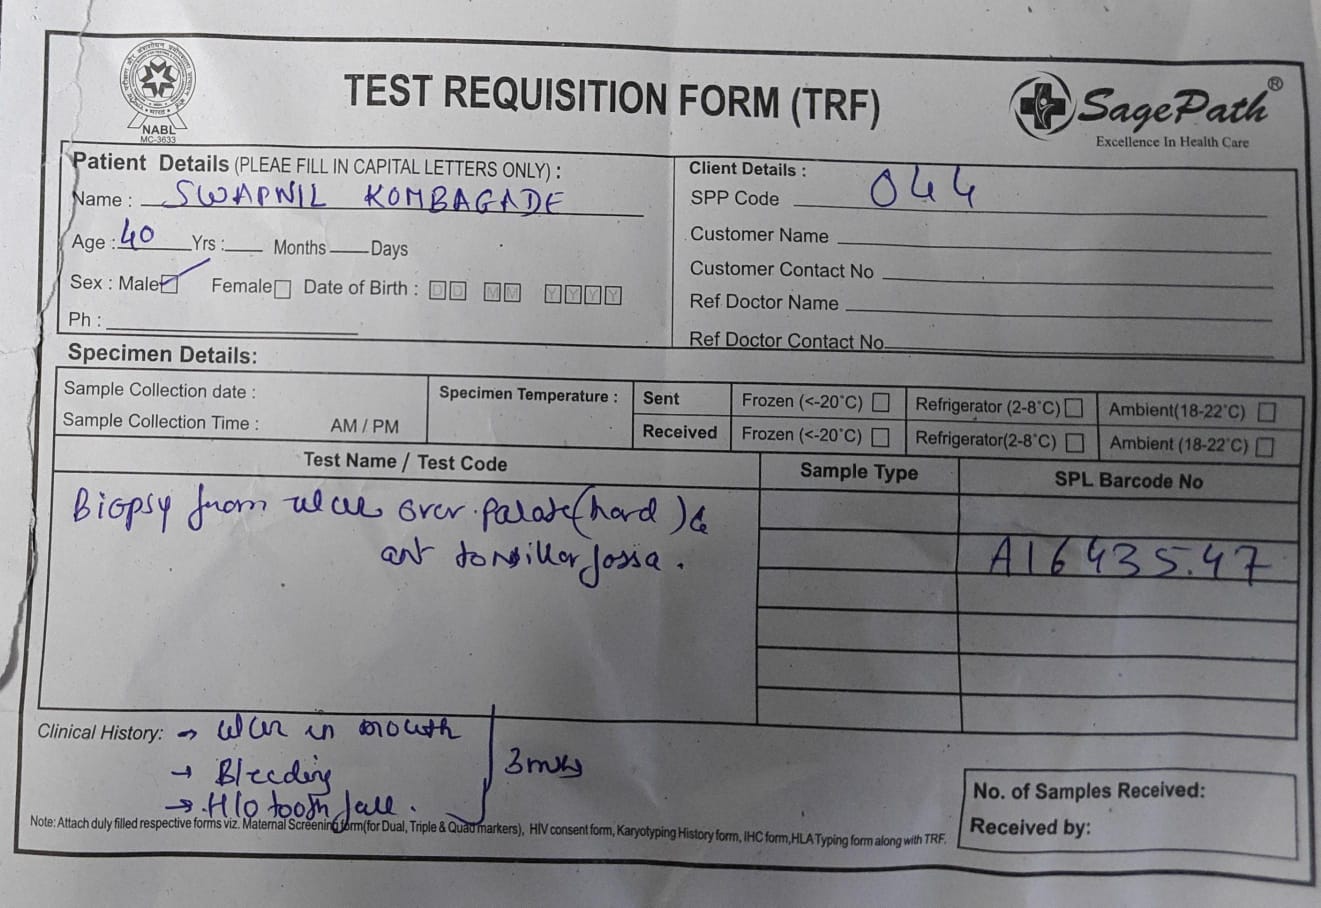 TEST REQUISITION FORM (TRF)
NABL
MC-3633
SagePath®
Excellence In Health Care
Patient Details (PLEAE FILL IN CAPITAL LETTERS ONLY) :
Name : SWAPNIL KOMBAGADE
Age : 40 Yrs : Months Days
Sex : Male Female Date of Birth : DD MM YYYY
Ph :
Client Details :
SPP Code 044
Customer Name
Customer Contact No
Ref Doctor Name
Ref Doctor Contact No
Specimen Details:
Sample Collection date :
Sample Collection Time : AM / PM
Specimen Temperature :
Sent Frozen (<-20°C) Refrigerator (2-8°C) Ambient(18-22°C)
Received Frozen (<-20°C) Refrigerator(2-8°C) Ambient (18-22°C)
Test Name / Test Code Sample Type SPL Barcode No
Biopsy from ulcer over palate (hard) &
ant tonsillar fossa.
A1643547
Clinical History: → ulcer in mouth
→ Bleeding
→ H/o tooth fall.
Note: Attach duly filled respective forms viz. Maternal Screening form(for Dual, Triple & Quad markers), HIV consent form, Karyotyping History form, IHC form,HLA Typing form along with TRF.
No. of Samples Received:
Received by: